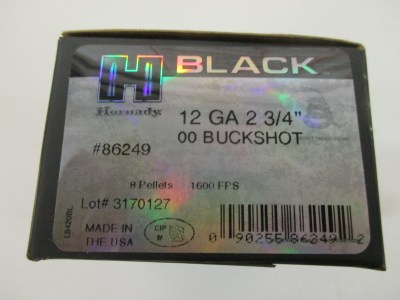 H BLACK
Hornady
12 GA 2 3/4"
00 BUCKSHOT
#86249
8 Pellets 1600 FPS
Lot# 3170127
MADE IN
THE USA
CIP
0 90255 86249 2